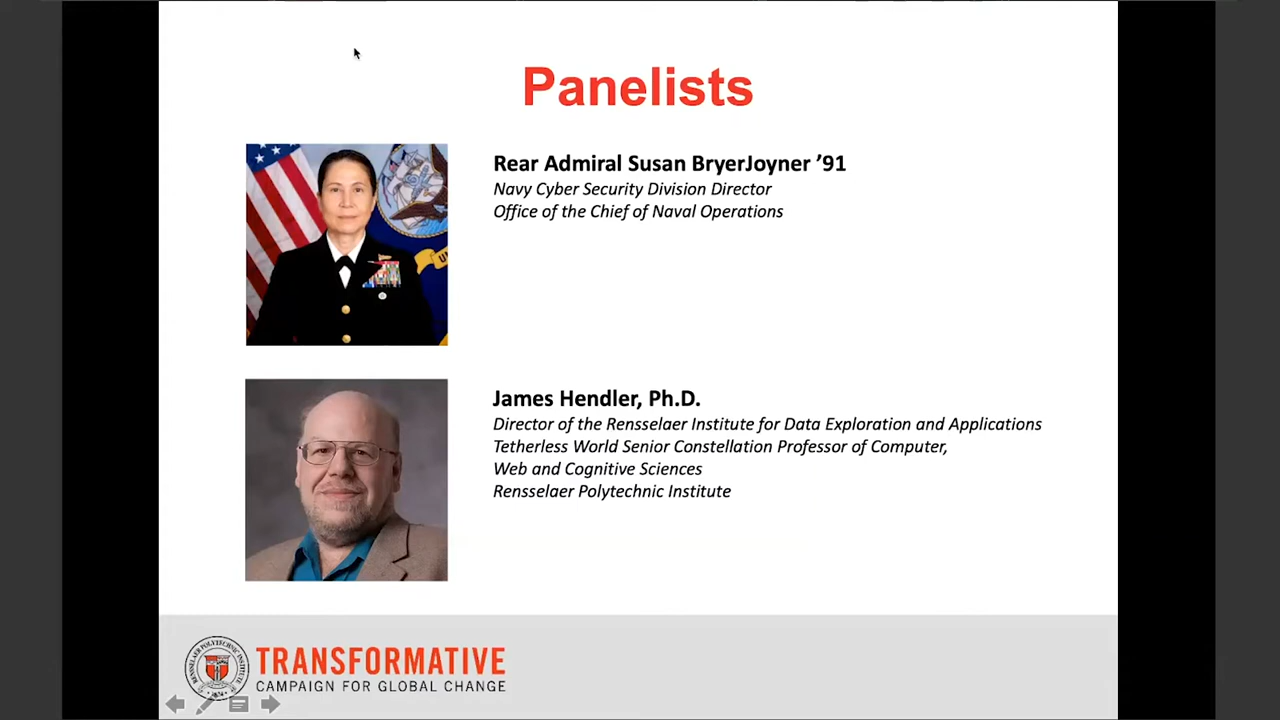 Panelists
Rear Admiral Susan BryerJoyner ’91
Navy Cyber Security Division Director
Office of the Chief of Naval Operations
James Hendler, Ph.D.
Director of the Rensselaer Institute for Data Exploration and Applications
Tetherless World Senior Constellation Professor of Computer,
Web and Cognitive Sciences
Rensselaer Polytechnic Institute
TRANSFORMATIVE
CAMPAIGN FOR GLOBAL CHANGE